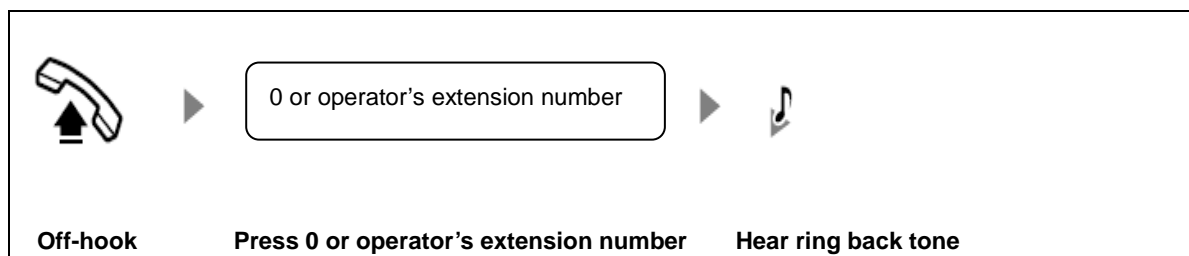 0 or operator’s extension number
Off-hook Press 0 or operator’s extension number Hear ring back tone